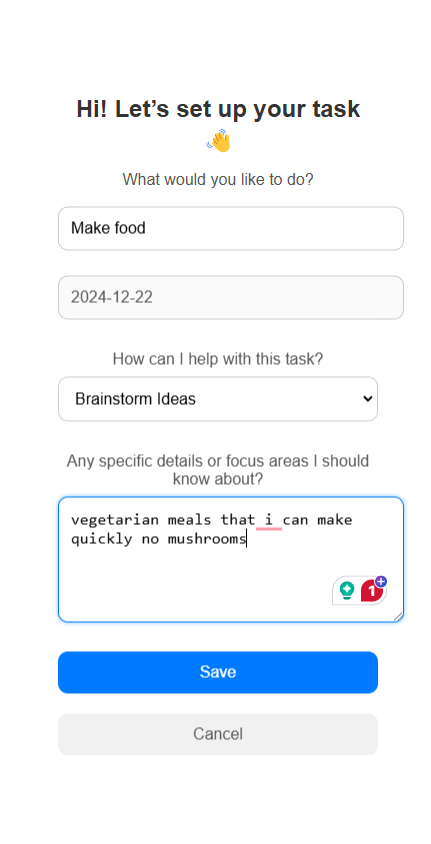 Hi! Let’s set up your task
👋
What would you like to do?
Make food
2024-12-22
How can I help with this task?
Brainstorm Ideas
Any specific details or focus areas I should
know about?
vegetarian meals that i can make
quickly no mushrooms
1
Save
Cancel